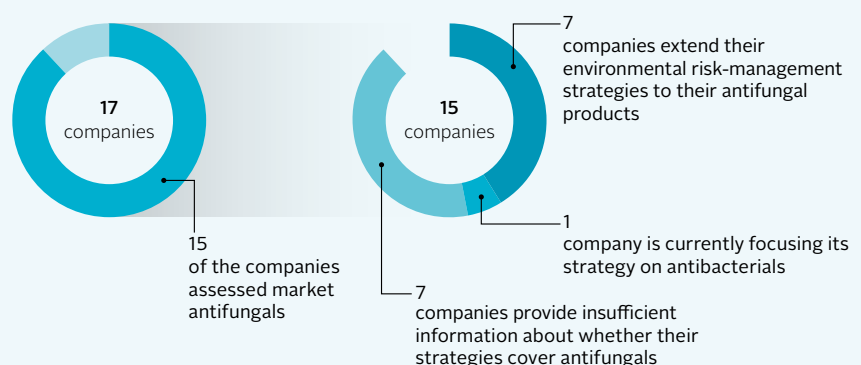 17
companies
15
of the companies
assessed market
antifungals
15
companies
7
companies extend their
environmental risk-management
strategies to their antifungal
products
1
company is currently focusing its
strategy on antibacterials
7
companies provide insufficient
information about whether their
strategies cover antifungals